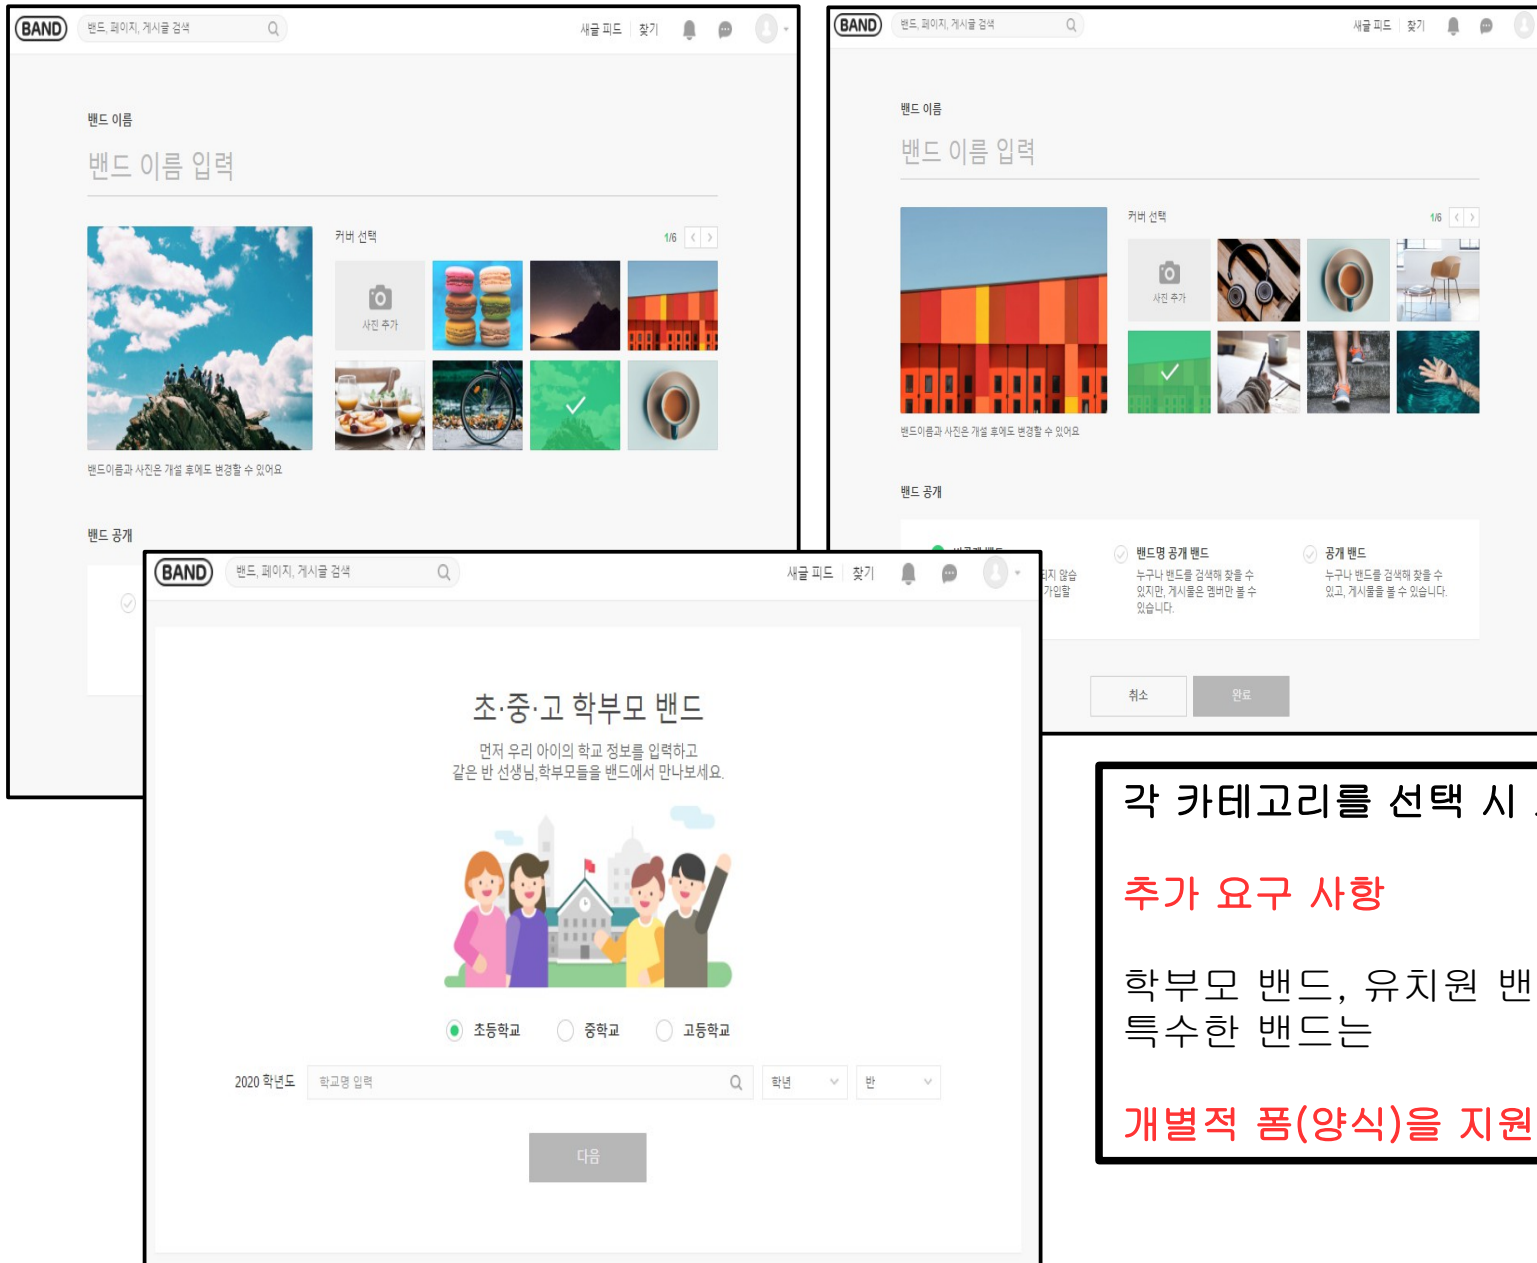 BAND
밴드, 페이지, 게시글 검색
새글 피드
찾기
밴드 이름
밴드 이름 입력
커버 선택
1/6
사진 추가
밴드이름과 사진은 개설 후에도 변경할 수 있어요
밴드 공개
BAND
밴드, 페이지, 게시글 검색
새글 피드
찾기
밴드 이름
밴드 이름 입력
커버 선택
1/6
사진 추가
밴드이름과 사진은 개설 후에도 변경할 수 있어요
밴드 공개
밴드명 공개 밴드
누구나 밴드를 검색해 찾을 수
있지만, 게시물은 멤버만 볼 수
있습니다.
공개 밴드
누구나 밴드를 검색해 찾을 수
있고, 게시물을 볼 수 있습니다.
취소
완료
BAND
밴드, 페이지, 게시글 검색
새글 피드
찾기
초·중·고 학부모 밴드
먼저 우리 아이의 학교 정보를 입력하고
같은 반 선생님,학부모들을 밴드에서 만나보세요.
초등학교
중학교
고등학교
2020 학년도
학교명 입력
학년
반
다음
각 카테고리를 선택 시
추가 요구 사항
학부모 밴드, 유치원 밴
특수한 밴드는
개별적 폼(양식)을 지원